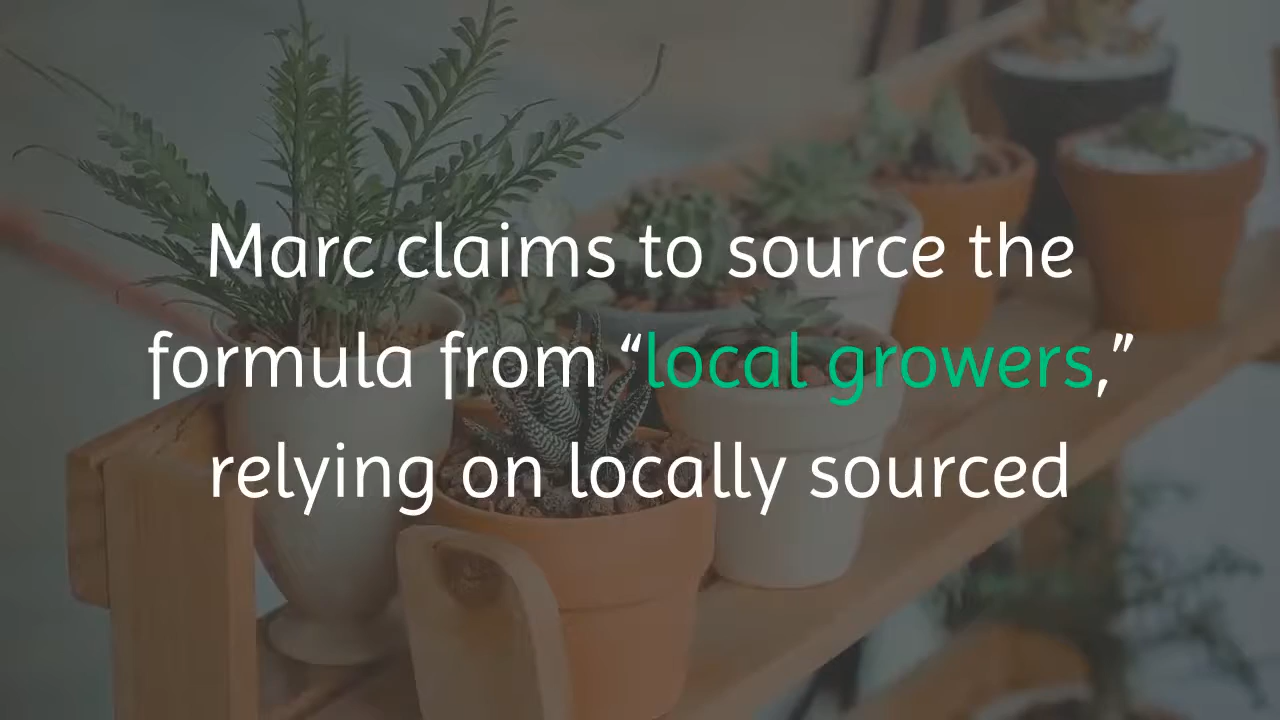 Marc claims to source the
formula from “local growers,”
relying on locally sourced